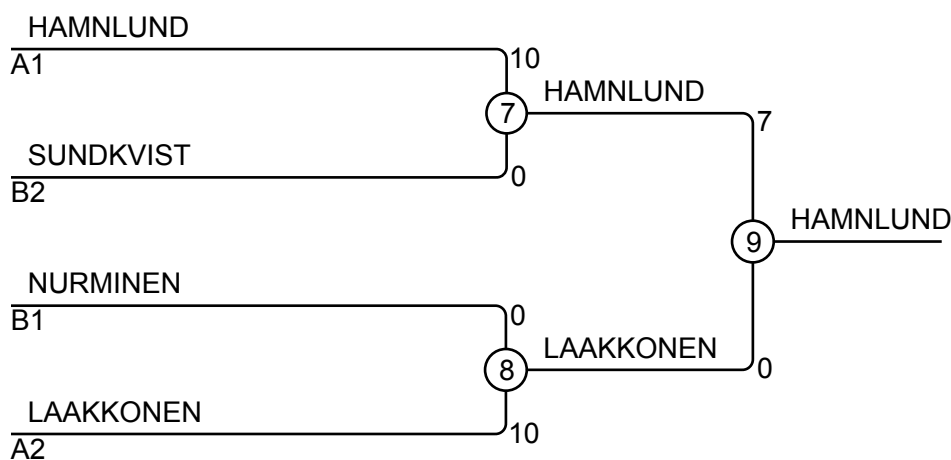 HAMNLUND
A1
10
7
HAMNLUND
7
SUNDKVIST
B2
0
9
HAMNLUND
NURMINEN
B1
0
8
LAAKKONEN
0
LAAKKONEN
A2
10